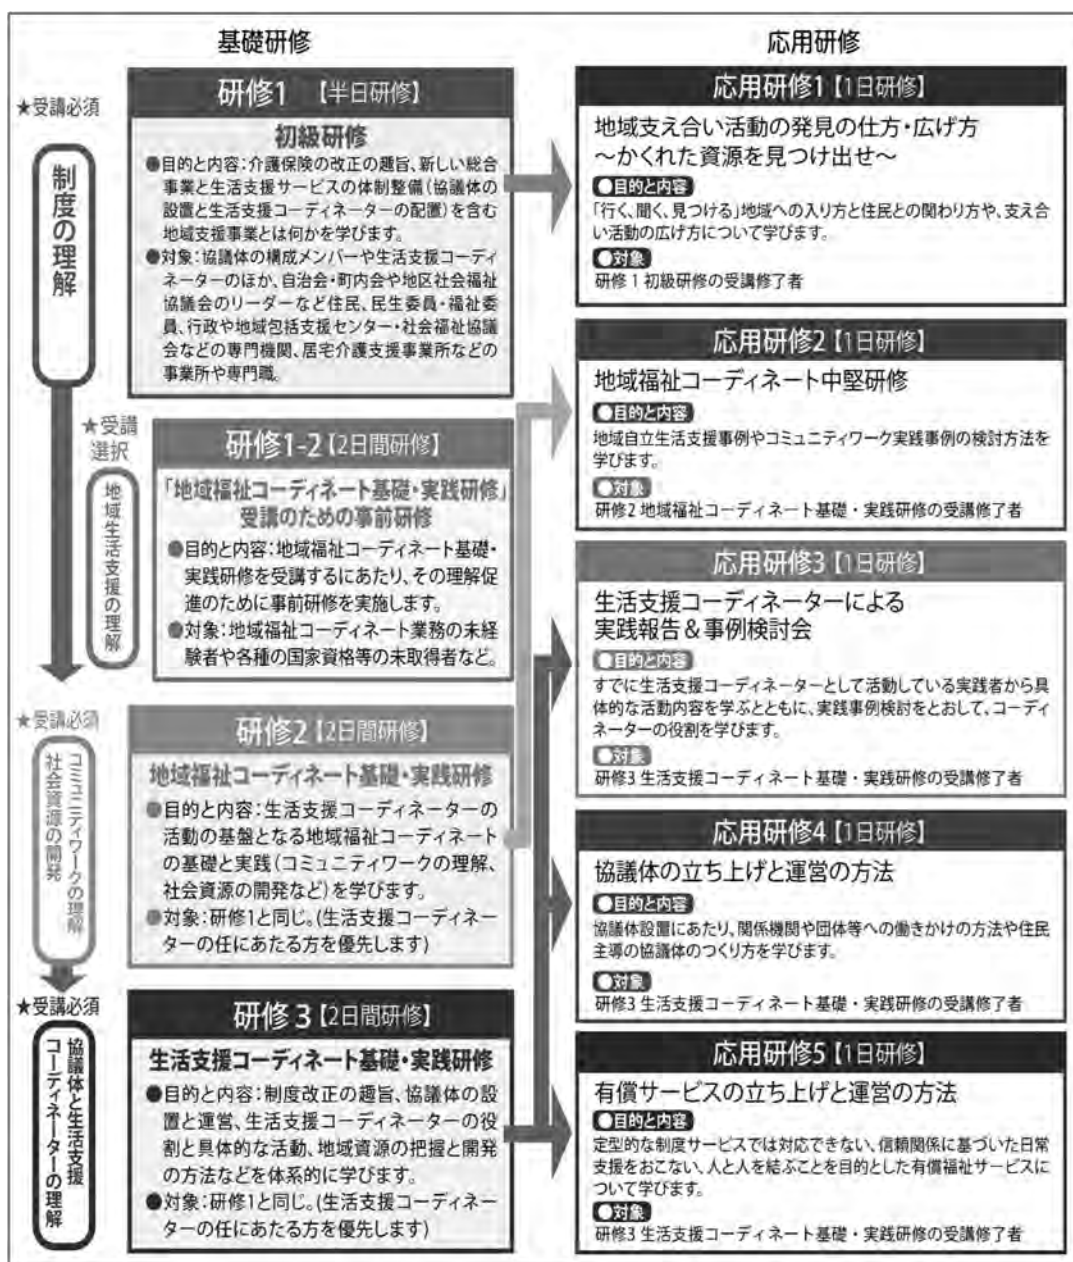 基礎研修
★受講必須
制度の理解
研修1 【半日研修】
初級研修
●目的と内容:介護保険の改正の趣旨、新しい総合
事業と生活支援サービスの体制整備(協議体の
設置と生活支援コーディネーターの配置)を含む
地域支援事業とは何かを学びます。
●対象:協議体の構成メンバーや生活支援コーディ
ネーターのほか、自治会・町内会や地区社会福祉
協議会のリーダーなど住民、民生委員・福祉委
員、行政や地域包括支援センター・社会福祉協議
会などの専門機関、居宅介護支援事業所などの
事業所や専門職。
★受講
選択
地域生活支援の理解
研修1-2【2日間研修】
「地域福祉コーディネート基礎・実践研修」
受講のための事前研修
●目的と内容:地域福祉コーディネート基礎・
実践研修を受講するにあたり、その理解促
進のために事前研修を実施します。
●対象:地域福祉コーディネート業務の未経
験者や各種の国家資格等の未取得者など。
★受講必須
コミュニティワークの理解
社会資源の開発
研修2【2日間研修】
地域福祉コーディネート基礎・実践研修
●目的と内容:生活支援コーディネーターの
活動の基盤となる地域福祉コーディネート
の基礎と実践(コミュニティワークの理解、
社会資源の開発など)を学びます。
●対象:研修1と同じ。(生活支援コーディネー
ターの任にあたる方を優先します)
★受講必須
協議体と生活支援
コーディネーターの理解
研修3【2日間研修】
生活支援コーディネート基礎・実践研修
●目的と内容:制度改正の趣旨、協議体の設
置と運営、生活支援コーディネーターの役
割と具体的な活動、地域資源の把握と開発
の方法などを体系的に学びます。
●対象:研修1と同じ。(生活支援コーディネー
ターの任にあたる方を優先します)
応用研修
応用研修1【1日研修】
地域支え合い活動の発見の仕方・広げ方
～かくれた資源を見つけ出せ～
●目的と内容
「行く、聞く、見つける」地域への入り方と住民との関わり方や、支え合
い活動の広げ方について学びます。
●対象
研修1 初級研修の受講修了者
応用研修2【1日研修】
地域福祉コーディネート中堅研修
●目的と内容
地域自立生活支援事例やコミュニティワーク実践事例の検討方法を
学びます。
●対象
研修2 地域福祉コーディネート基礎・実践研修の受講修了者
応用研修3【1日研修】
生活支援コーディネーターによる
実践報告&事例検討会
●目的と内容
すでに生活支援コーディネーターとして活動している実践者から具
体的な活動内容を学ぶとともに、実践事例検討をとおして、コーディ
ネーターの役割を学びます。
●対象
研修3 生活支援コーディネート基礎・実践研修の受講修了者
応用研修4【1日研修】
協議体の立ち上げと運営の方法
●目的と内容
協議体設置にあたり、関係機関や団体等への働きかけの方法や住民
主導の協議体のつくり方を学びます。
●対象
研修3 生活支援コーディネート基礎・実践研修の受講修了者
応用研修5【1日研修】
有償サービスの立ち上げと運営の方法
●目的と内容
定型的な制度サービスでは対応できない、信頼関係に基づいた日常
支援をおこない、人と人を結ぶことを目的とした有償福祉サービスに
ついて学びます。
●対象
研修3 生活支援コーディネート基礎・実践研修の受講修了者